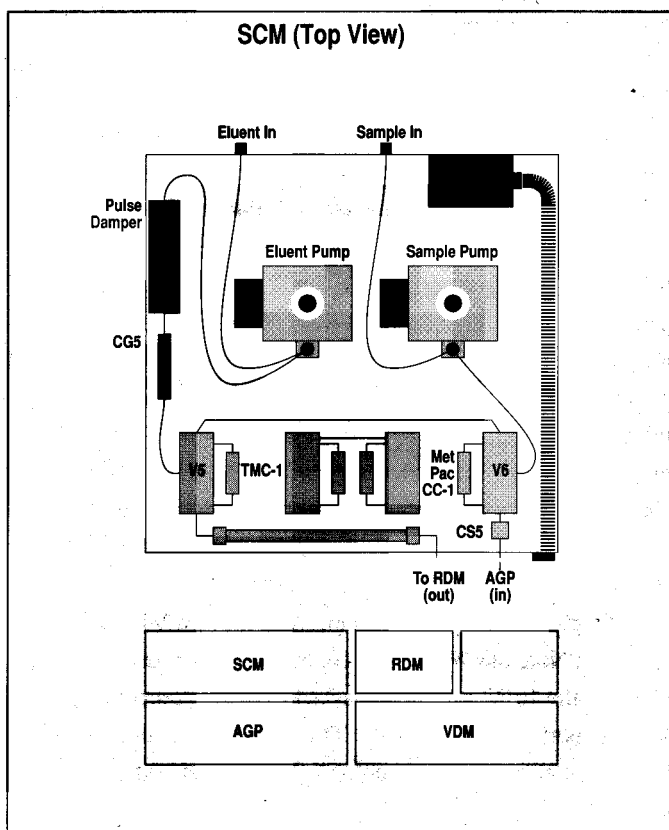 SCM (Top View)
Eluent In
Sample In
Pulse
Damper
Eluent Pump
Sample Pump
CG5
V5
TMC-1
Met
Pac
CC-1
V6
CS5
To RDM
(out)
AGP
(in)
SCM
RDM
AGP
VDM